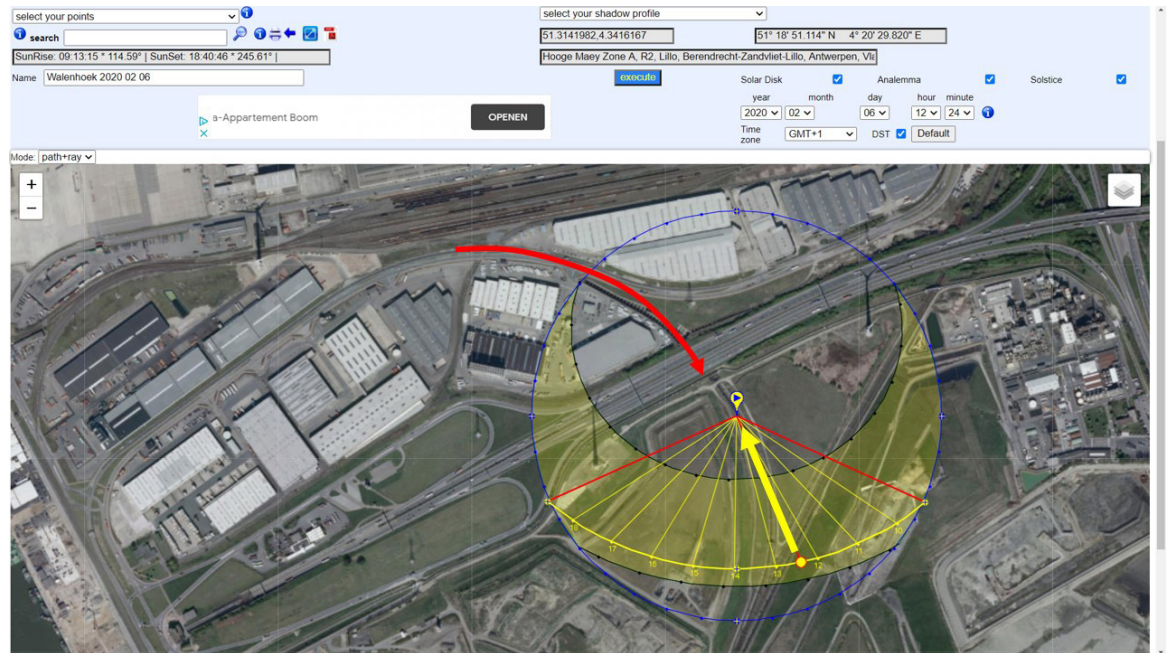 select your points
select your shadow profile
search
51.3141982,4.3416167
51° 18' 51.114" N 4° 20' 29.820" E
SunRise: 09:13:15 * 114.59° | SunSet: 18:40:46 * 245.61° |
Hooge Maey Zone A, R2, Lillo, Berendrecht-Zandvliet-Lillo, Antwerpen, Vla
Name Walenhoek 2020 02 06
execute
Solar Disk Analemma Solstice
year month day hour minute
2020 02 06 12 24
a-Appartement Boom
OPENEN
Time zone GMT+1 DST Default
Mode: path+ray
+
−
18 17 16 15 14 13 12 11 10